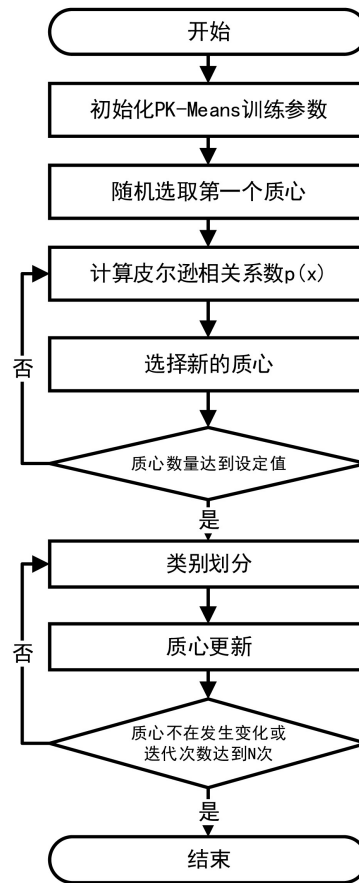 开始
初始化PK-Means训练参数
随机选取第一个质心
计算皮尔逊相关系数p(x)
选择新的质心
否
质心数量达到设定值
是
类别划分
否
质心更新
质心不在发生变化或
迭代次数达到N次
是
结束